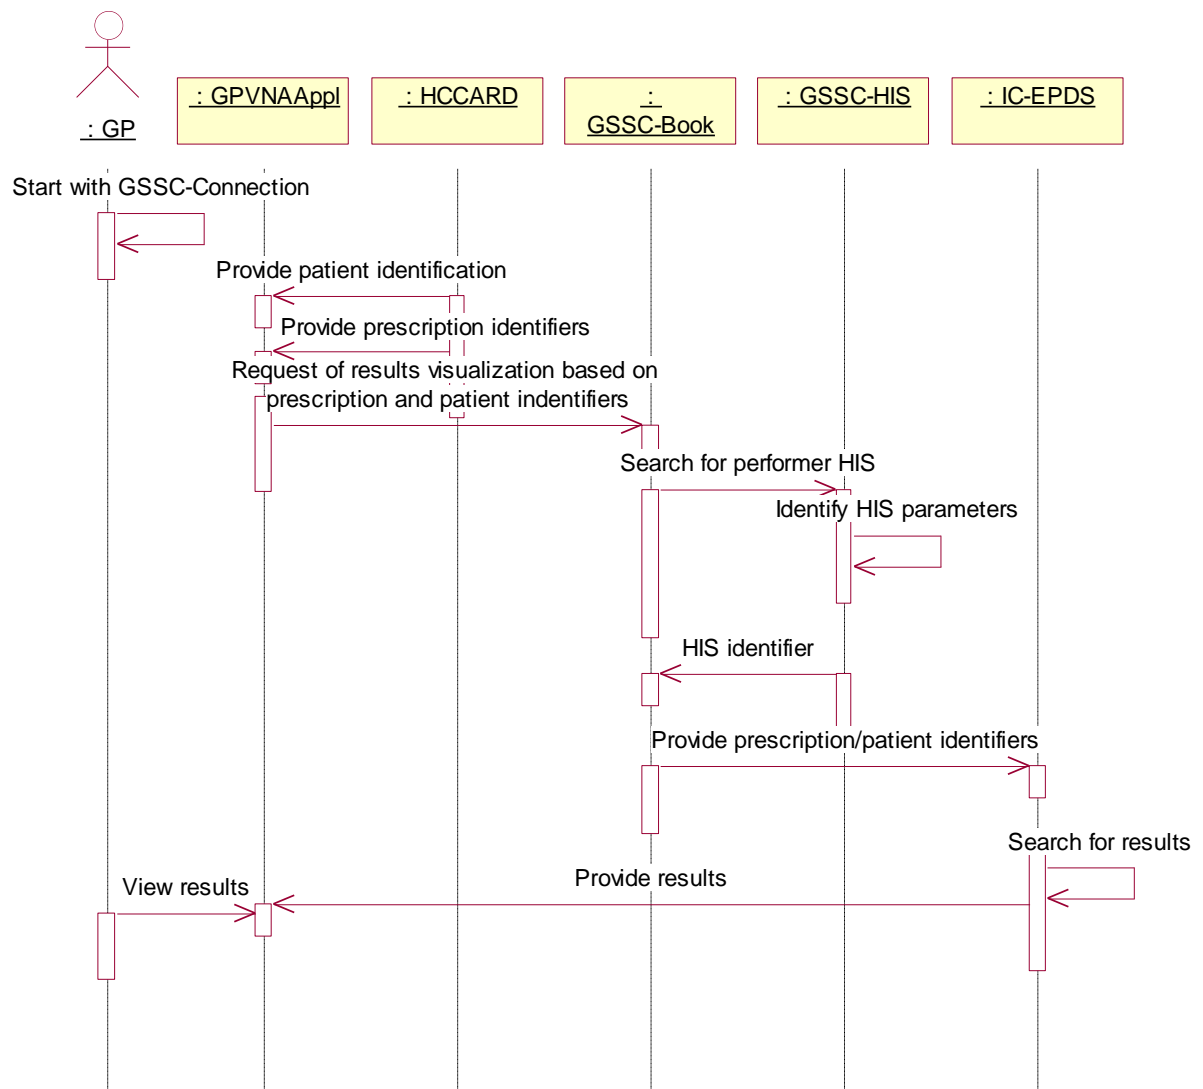 : GP
: GPVNAAppl
: HCCARD
:
GSSC-Book
: GSSC-HIS
: IC-EPDS
Start with GSSC-Connection
Provide patient identification
Provide prescription identifiers
Request of results visualization based on
prescription and patient indentifiers
Search for performer HIS
Identify HIS parameters
HIS identifier
Provide prescription/patient identifiers
Search for results
Provide results
View results